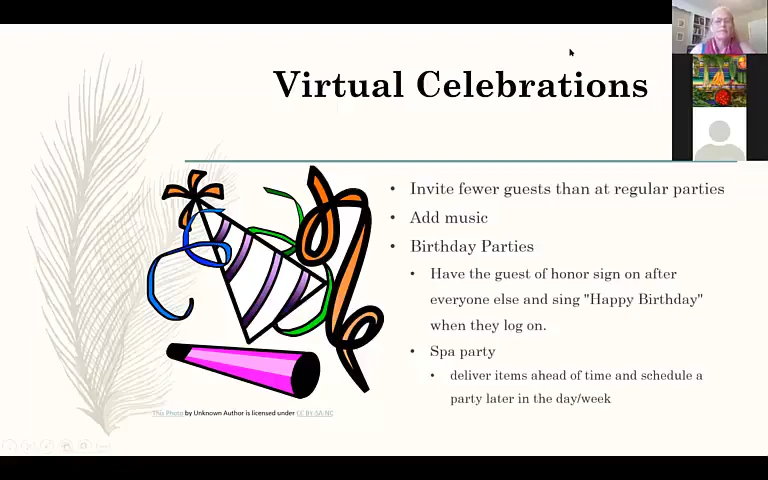 Virtual Celebrations
• Invite fewer guests than at regular parties
• Add music
• Birthday Parties
• Have the guest of honor sign on after
everyone else and sing "Happy Birthday"
when they log on.
• Spa party
• deliver items ahead of time and schedule a
party later in the day/week
This Photo by Unknown Author is licensed under CC BY-SA-NC